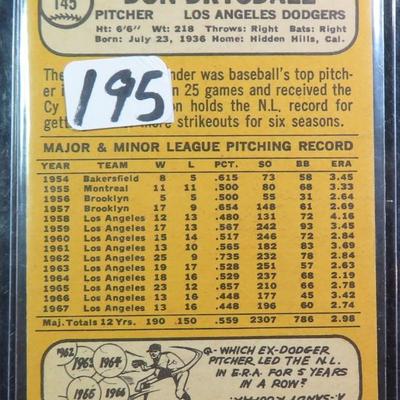 145
DON DRYSDALE
PITCHER LOS ANGELES DODGERS
Ht: 6'6" Wt: 218 Throws: Right Bats: Right
Born: July 23, 1936 Home: Hidden Hills, Cal.
The nder was baseball's top pitch-
er i n 25 games and received the
Cy on holds the N.L. record for
gett more strikeouts for six seasons.
195
MAJOR & MINOR LEAGUE PITCHING RECORD
YEAR TEAM W L PCT. SO BB ERA
1954 Bakersfield 8 5 .615 73 58 3.45
1955 Montreal 11 11 .500 80 68 3.33
1956 Brooklyn 5 5 .500 55 31 2.64
1957 Brooklyn 17 9 .654 148 61 2.69
1958 Los Angeles 12 13 .480 131 72 4.16
1959 Los Angeles 17 13 .567 242 93 3.45
1960 Los Angeles 15 14 .517 246 72 2.84
1961 Los Angeles 13 10 .565 182 83 3.69
1962 Los Angeles 25 9 .735 232 78 2.83
1963 Los Angeles 19 17 .528 251 57 2.63
1964 Los Angeles 18 16 .529 237 68 2.19
1965 Los Angeles 23 12 .657 210 66 2.78
1966 Los Angeles 13 16 .448 177 45 3.42
1967 Los Angeles 13 16 .448 196 60 2.74
Maj. Totals 12 Yrs. 190 150 .559 2307 786 2.98
1962 1963 1964
1965 1966
Q- WHICH EX-DODGER
PITCHER LED THE N.L.
IN E.R.A. FOR 5 YEARS
IN A ROW?
A-SANDY KOUFAX